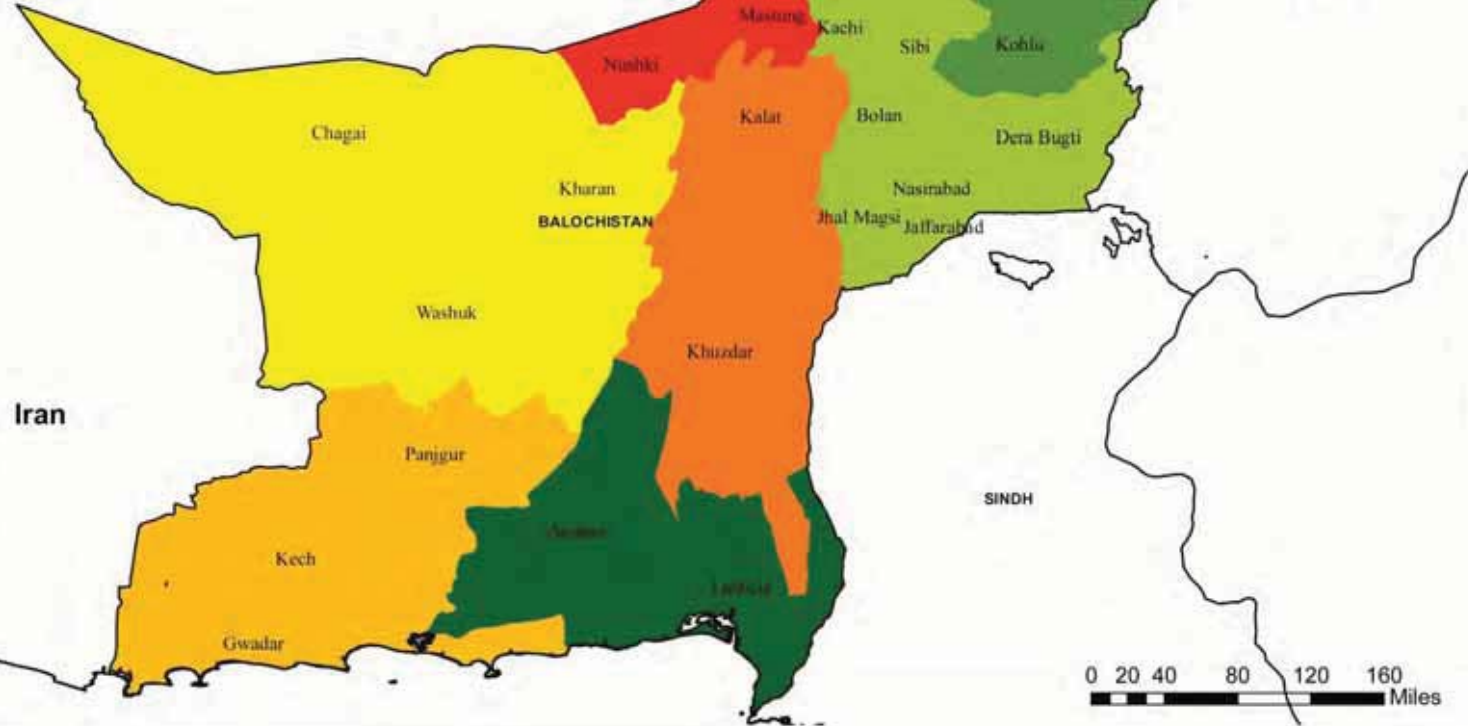 Mastung
Kachi
Sibi
Kohlu
Nushki
Kalat
Bolan
Chagai
Dera Bugti
Kharan
Nasirabad
BALOCHISTAN
Jhal Magsi
Jaffarabad
Washuk
Khuzdar
Iran
Panjgur
SINDH
Kech
Gwadar
0 20 40 80 120 160
Miles